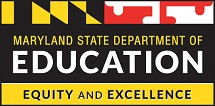 MARYLAND STATE DEPARTMENT OF
EDUCATION
EQUITY AND EXCELLENCE